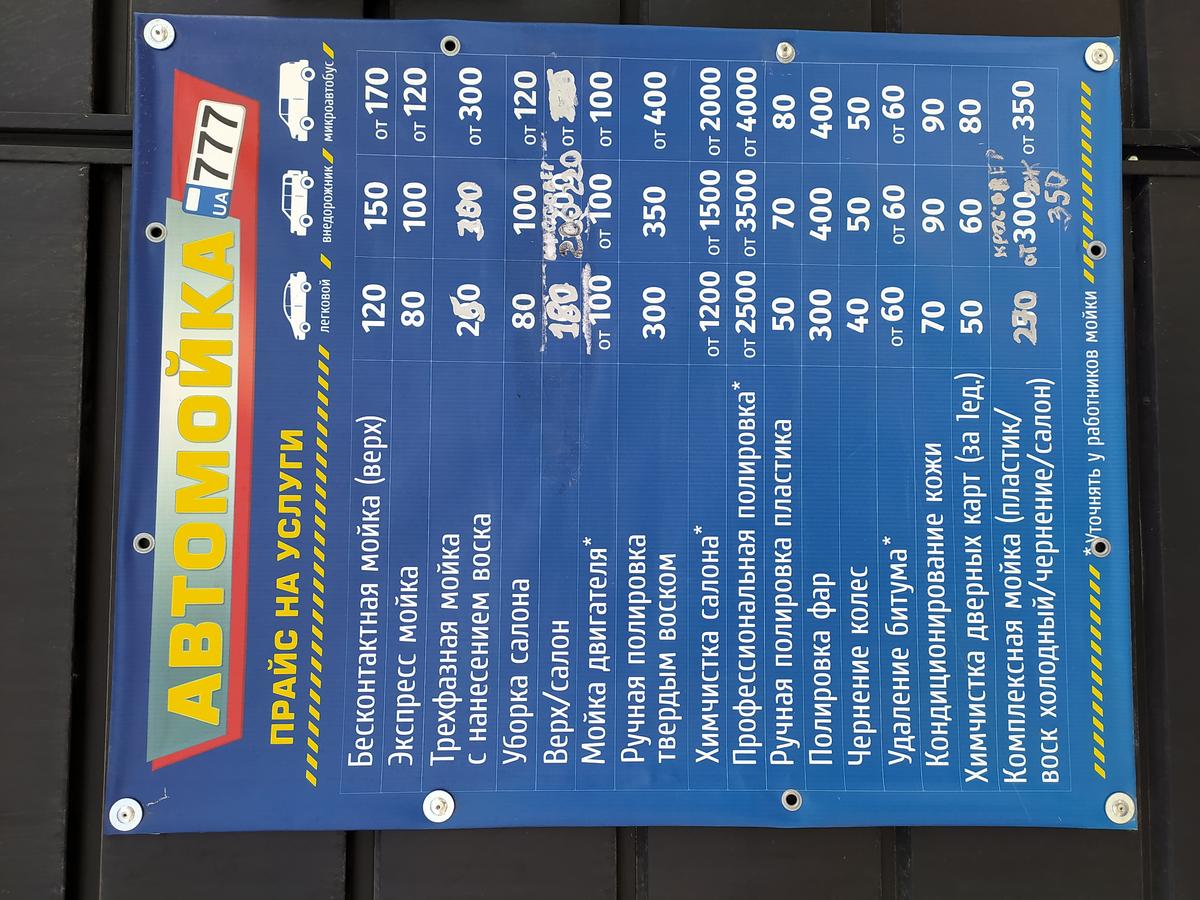 АВТОМОЙКА UA 777
ПРАЙС НА УСЛУГИ
легковой внедорожник микроавтобус
Бесконтактная мойка (верх) 120 150 от 170
Экспресс мойка 80 100 от 120
Трехфазная мойка
с нанесением воска 260 300 от 300
Уборка салона 80 100 от 120
Верх/салон 180 от
Мойка двигателя* от 100 от 100 от 100
Ручная полировка
твердым воском 300 350 от 400
Химчистка салона* от 1200 от 1500 от 2000
Профессиональная полировка* от 2500 от 3500 от 4000
Ручная полировка пластика 50 70 80
Полировка фар 300 400 400
Чернение колес 40 50 50
Удаление битума* от 60 от 60 от 60
Кондиционирование кожи 70 90 90
Химчистка дверных карт (за 1ед.) 50 60 80
Комплексная мойка (пластик/
воск холодный/чернение/салон) от 300 350 от 350
*Уточнять у работников мойки